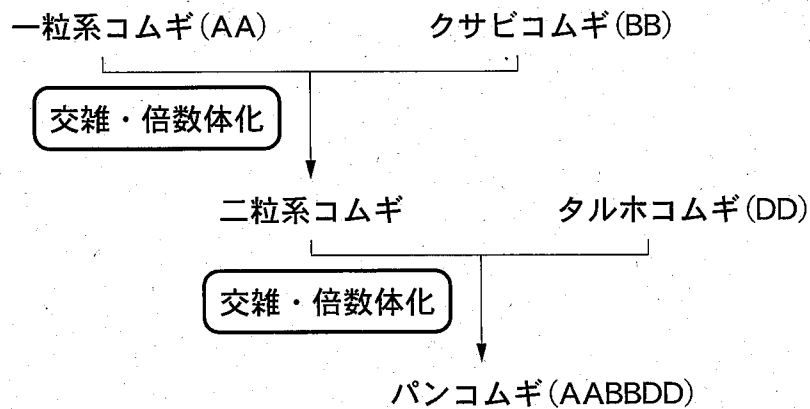 一粒系コムギ(AA) クサビコムギ(BB)
交雑・倍数体化
二粒系コムギ タルホコムギ(DD)
交雑・倍数体化
パンコムギ(AABBDD)